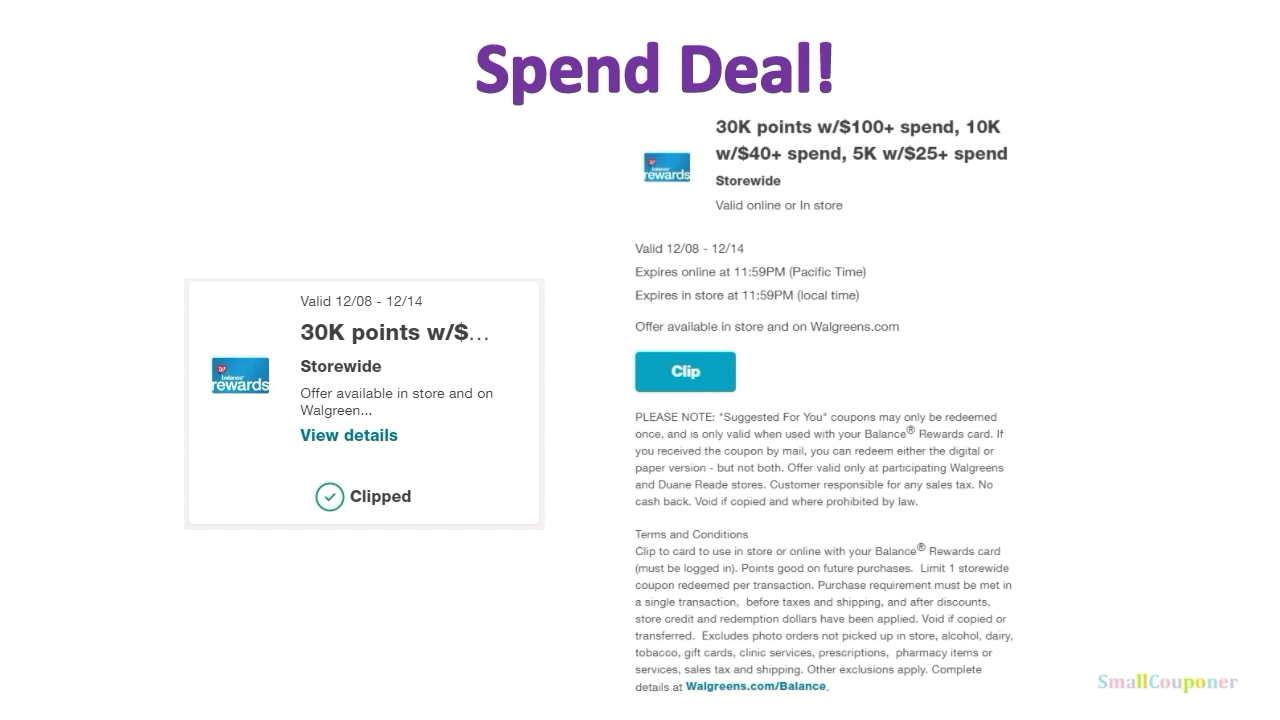 Spend Deal!
Valid 12/08 - 12/14
30K points w/$...
balance®
rewards
Storewide
Offer available in store and on
Walgreen...
View details
Clipped
30K points w/$100+ spend, 10K
w/$40+ spend, 5K w/$25+ spend
balance®
rewards
Storewide
Valid online or In store
Valid 12/08 - 12/14
Expires online at 11:59PM (Pacific Time)
Expires in store at 11:59PM (local time)
Offer available in store and on Walgreens.com
Clip
PLEASE NOTE: "Suggested For You" coupons may only be redeemed
once, and is only valid when used with your Balance® Rewards card. If
you received the coupon by mail, you can redeem either the digital or
paper version - but not both. Offer valid only at participating Walgreens
and Duane Reade stores. Customer responsible for any sales tax. No
cash back. Void if copied and where prohibited by law.
Terms and Conditions
Clip to card to use in store or online with your Balance® Rewards card
(must be logged in). Points good on future purchases.  Limit 1 storewide
coupon redeemed per transaction. Purchase requirement must be met in
a single transaction,  before taxes and shipping, and after discounts,
store credit and redemption dollars have been applied. Void if copied or
transferred.  Excludes photo orders not picked up in store, alcohol, dairy,
tobacco, gift cards, clinic services, prescriptions,  pharmacy items or
services, sales tax and shipping. Other exclusions apply. Complete
details at Walgreens.com/Balance.
SmallCouponer